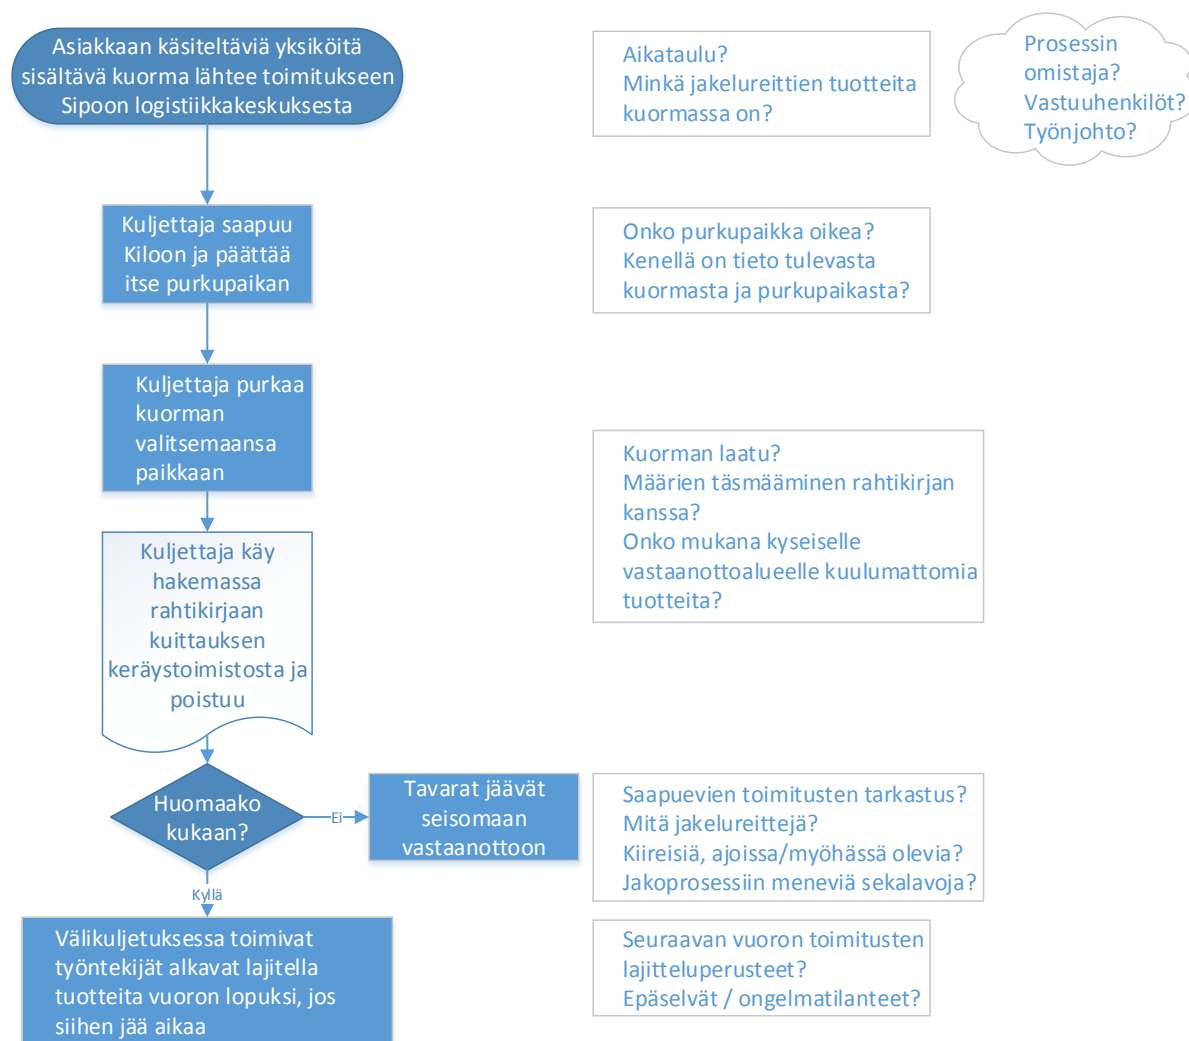 Asiakkaan käsiteltäviä yksiköitä
sisältävä kuorma lähtee toimitukseen
Sipoon logistiikkakeskuksesta
Aikataulu?
Minkä jakelureittien tuotteita
kuormassa on?
Prosessin
omistaja?
Vastuuhenkilöt?
Työnjohto?
Kuljettaja saapuu
Kiloon ja päättää
itse purkupaikan
Onko purkupaikka oikea?
Kenellä on tieto tulevasta
kuormasta ja purkupaikasta?
Kuljettaja purkaa
kuorman
valitsemaansa
paikkaan
Kuorman laatu?
Määrien täsmääminen rahtikirjan
kanssa?
Onko mukana kyseiselle
vastaanottoalueelle kuulumattomia
tuotteita?
Kuljettaja käy
hakemassa
rahtikirjaan
kuittauksen
keräystoimistosta ja
poistuu
Huomaako
kukaan?
Ei
Tavarat jäävät
seisomaan
vastaanottoon
Saapuevien toimitusten tarkastus?
Mitä jakelureittejä?
Kiireisiä, ajoissa/myöhässä olevia?
Jakoprosessiin meneviä sekalavoja?
Kyllä
Välikuljetuksessa toimivat
työntekijät alkavat lajitella
tuotteita vuoron lopuksi, jos
siihen jää aikaa
Seuraavan vuoron toimitusten
lajitteluperusteet?
Epäselvät / ongelmatilanteet?